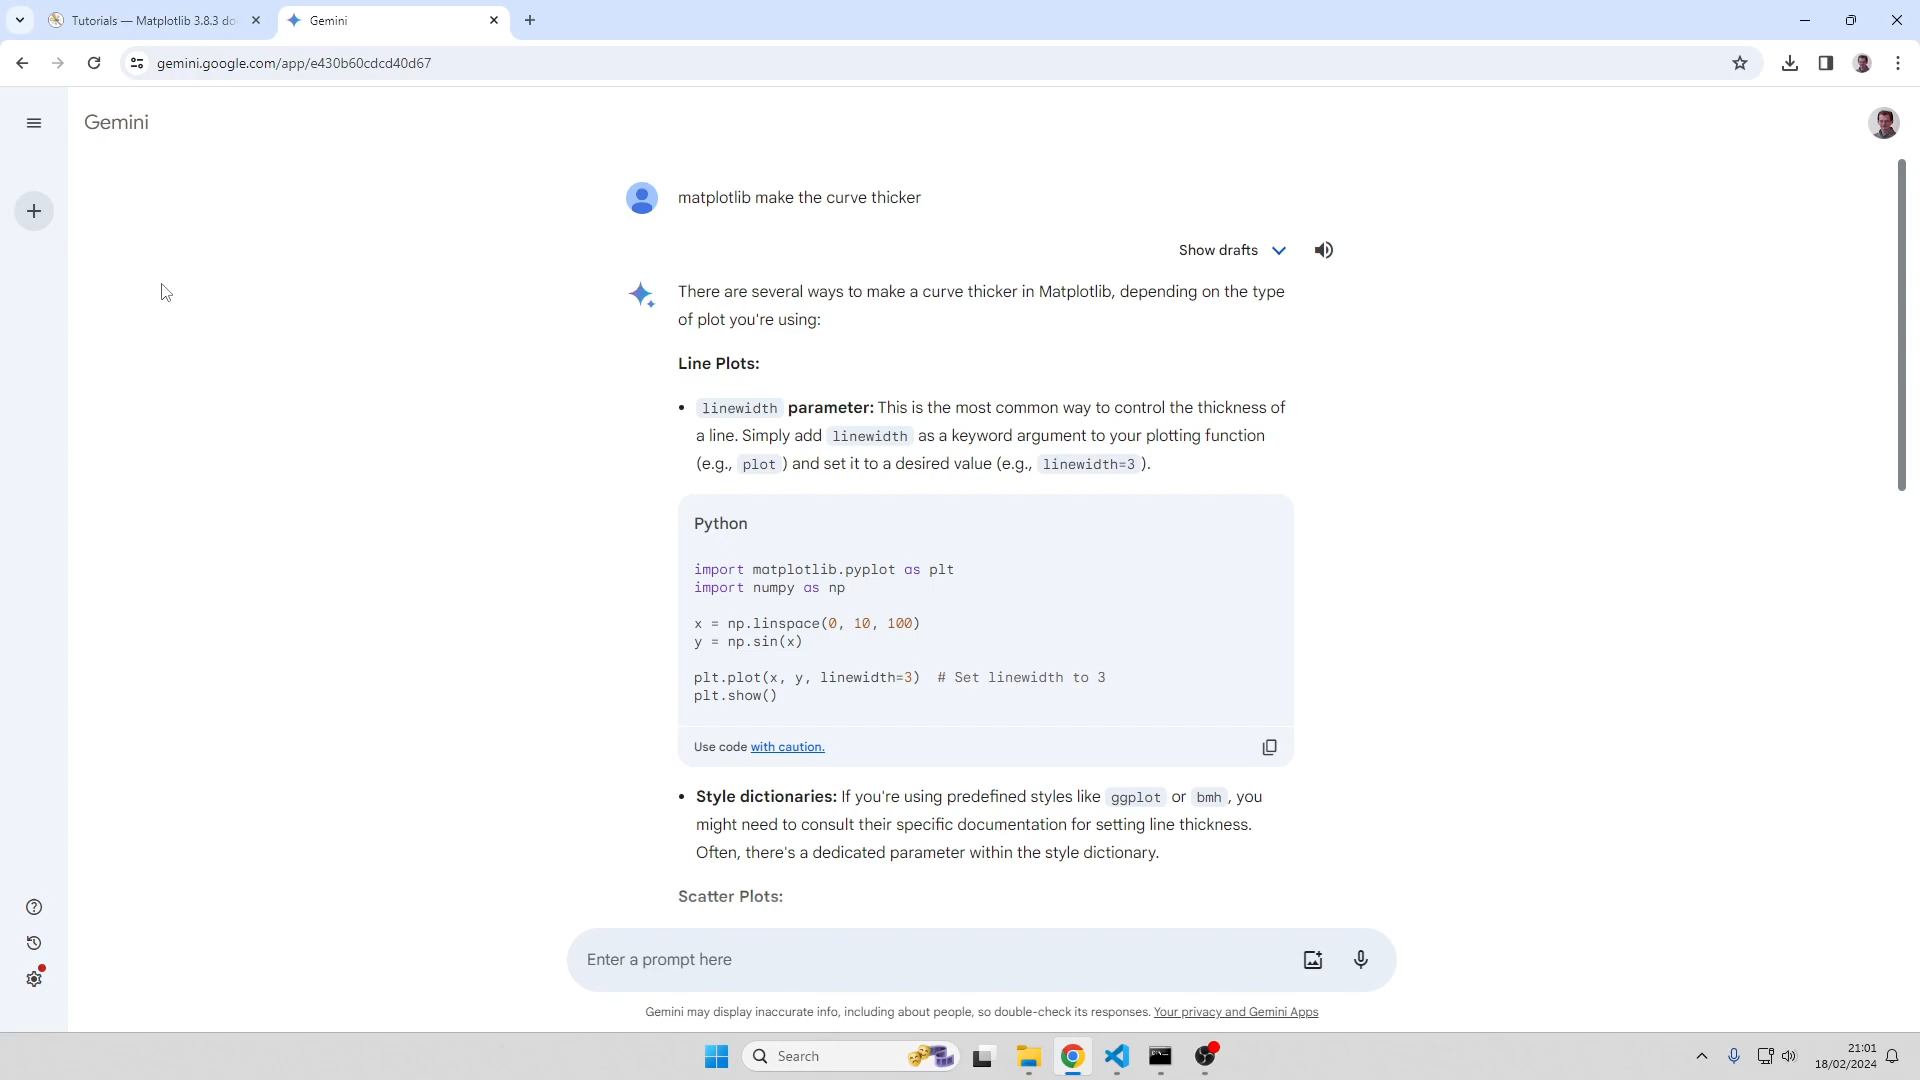 Tutorials — Matplotlib 3.8.3 do
Gemini
gemini.google.com/app/e430b60cdcd40d67
Gemini
matplotlib make the curve thicker
Show drafts
There are several ways to make a curve thicker in Matplotlib, depending on the type
of plot you're using:
Line Plots:
• linewidth parameter: This is the most common way to control the thickness of
a line. Simply add linewidth as a keyword argument to your plotting function
(e.g., plot ) and set it to a desired value (e.g., linewidth=3 ).
Python
import matplotlib.pyplot as plt
import numpy as np
x = np.linspace(0, 10, 100)
y = np.sin(x)
plt.plot(x, y, linewidth=3)  # Set linewidth to 3
plt.show()
Use code with caution.
• Style dictionaries: If you're using predefined styles like ggplot or bmh , you
might need to consult their specific documentation for setting line thickness.
Often, there's a dedicated parameter within the style dictionary.
Scatter Plots:
Enter a prompt here
Gemini may display inaccurate info, including about people, so double-check its responses. Your privacy and Gemini Apps
Search
21:01
18/02/2024